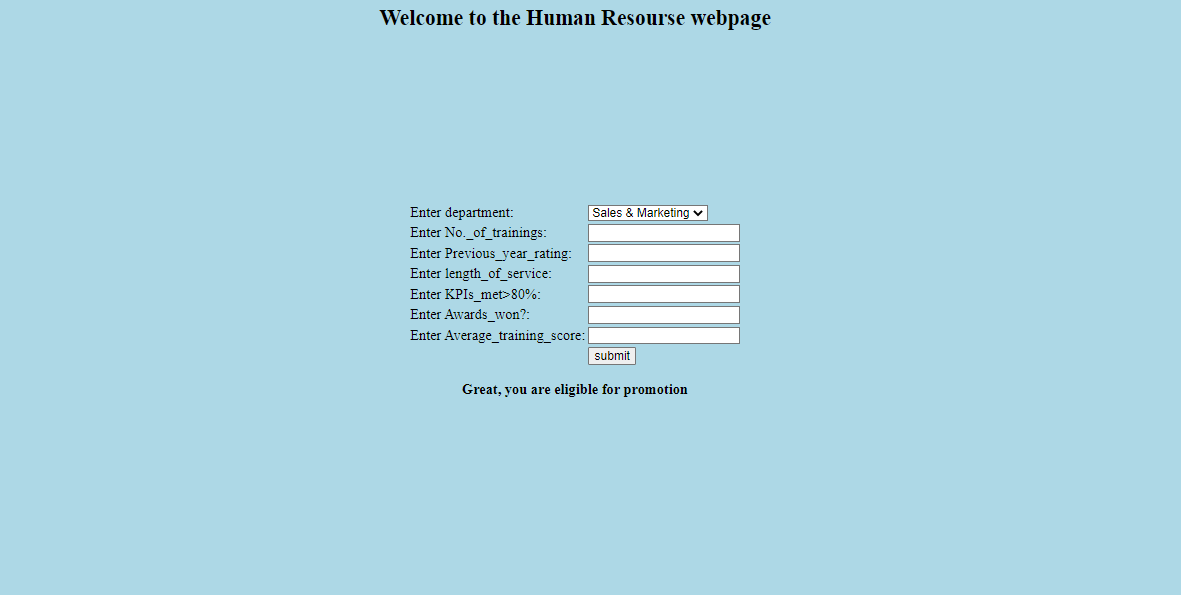 Welcome to the Human Resourse webpage
Enter department: Sales & Marketing
Enter No._of_trainings:
Enter Previous_year_rating:
Enter length_of_service:
Enter KPIs_met>80%:
Enter Awards_won?:
Enter Average_training_score:
submit
Great, you are eligible for promotion